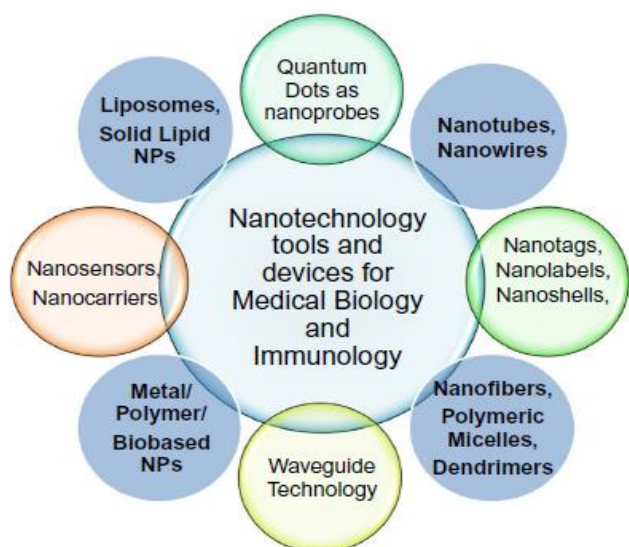 Quantum
Dots as
nanoprobes
Liposomes,
Solid Lipid
NPs
Nanotubes,
Nanowires
Nanotechnology
tools and
devices for
Medical Biology
and
Immunology
Nanosensors,
Nanocarriers
Nanotags,
Nanolabels,
Nanoshells,
Metal/
Polymer/
Biobased
NPs
Nanofibers,
Polymeric
Micelles,
Dendrimers
Waveguide
Technology